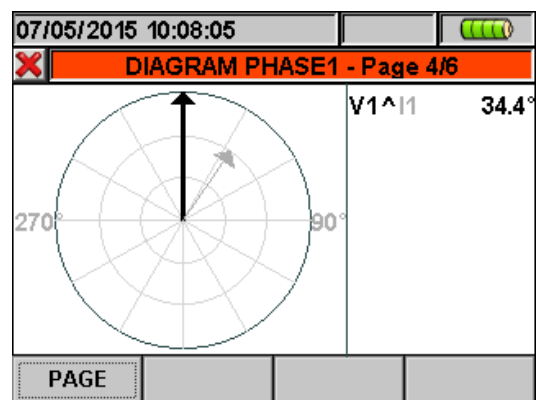 07/05/2015 10:08:05
DIAGRAM PHASE1 - Page 4/6
V1^I1 34.4°
270° 90°
PAGE